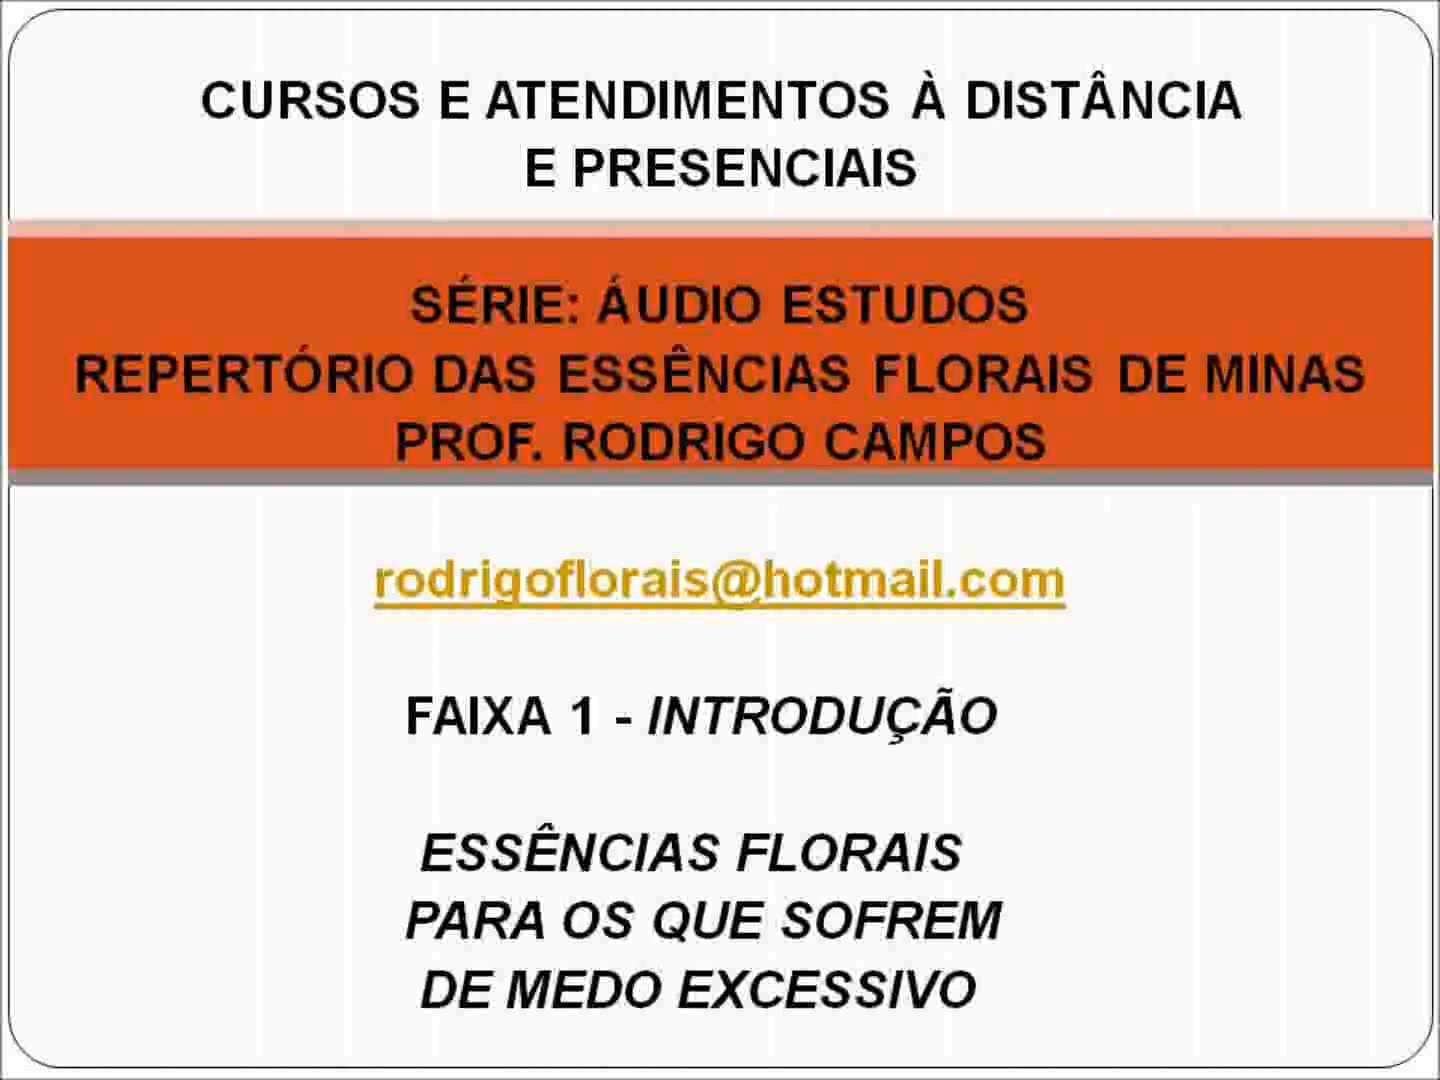 CURSOS E ATENDIMENTOS À DISTÂNCIA
E PRESENCIAIS
SÉRIE: ÁUDIO ESTUDOS
REPERTÓRIO DAS ESSÊNCIAS FLORAIS DE MINAS
PROF. RODRIGO CAMPOS
rodrigoflorais@hotmail.com
FAIXA 1 - INTRODUÇÃO
ESSÊNCIAS FLORAIS
PARA OS QUE SOFREM
DE MEDO EXCESSIVO